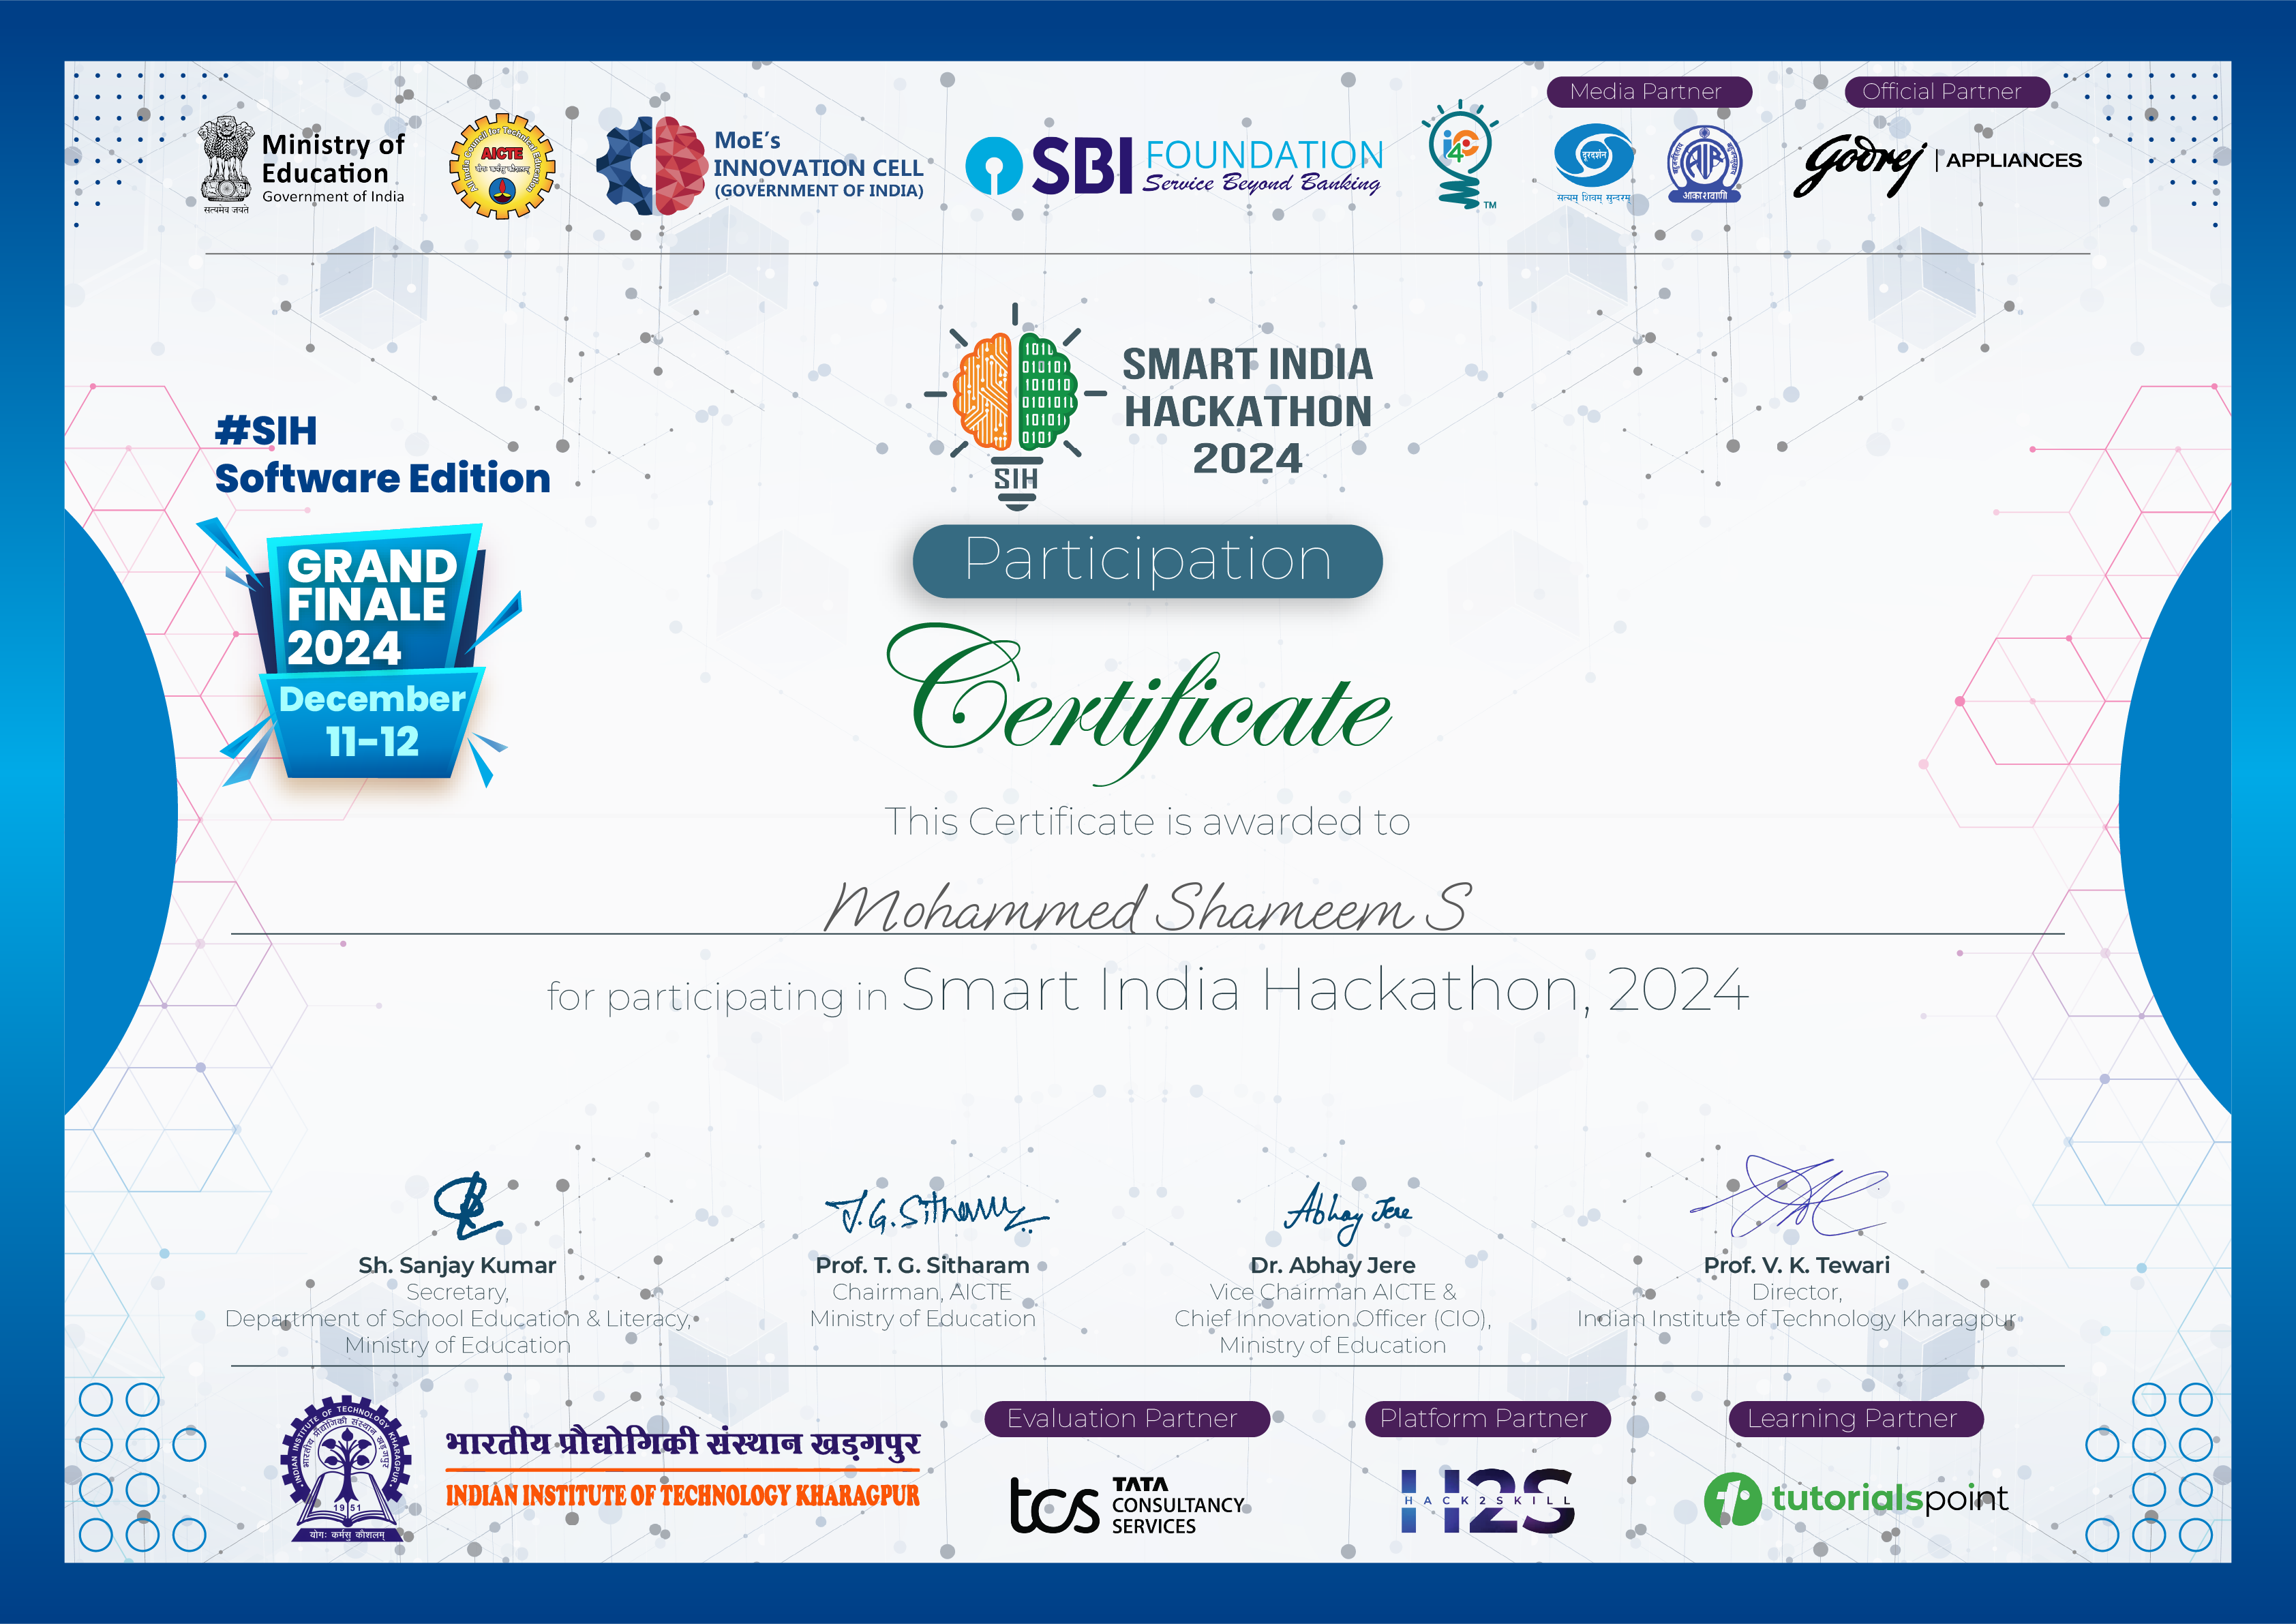 Media Partner
Official Partner
Ministry of
Education
Government of India
सत्यमेव जयते
All India Council for Technical Education
AICTE
MoE's
INNOVATION CELL
(GOVERNMENT OF INDIA)
SBI FOUNDATION
Service Beyond Banking
i4C
TM
दूरदर्शन
सत्यम् शिवम् सुन्दरम्
AIR
आकाशवाणी
Godrej | APPLIANCES
#SIH
Software Edition
GRAND
FINALE
2024
December
11-12
SIH
SMART INDIA
HACKATHON
2024
Participation
Certificate
This Certificate is awarded to
Mohammed Shameem S
for participating in Smart India Hackathon, 2024
T.G. Sitharam
Abhay Jere
Sh. Sanjay Kumar
Secretary,
Department of School Education & Literacy,
Ministry of Education
Prof. T. G. Sitharam
Chairman, AICTE
Ministry of Education
Dr. Abhay Jere
Vice Chairman AICTE &
Chief Innovation Officer (CIO),
Ministry of Education
Prof. V. K. Tewari
Director,
Indian Institute of Technology Kharagpur
INDIAN INSTITUTE OF TECHNOLOGY KHARAGPUR
भारतीय प्रौद्योगिकी संस्थान खड़गपुर
1951
योगः कर्मसु कौशलम्
भारतीय प्रौद्योगिकी संस्थान खड़गपुर
INDIAN INSTITUTE OF TECHNOLOGY KHARAGPUR
Evaluation Partner
tcs TATA
CONSULTANCY
SERVICES
Platform Partner
H2S
HACK2SKILL
Learning Partner
tutorialspoint